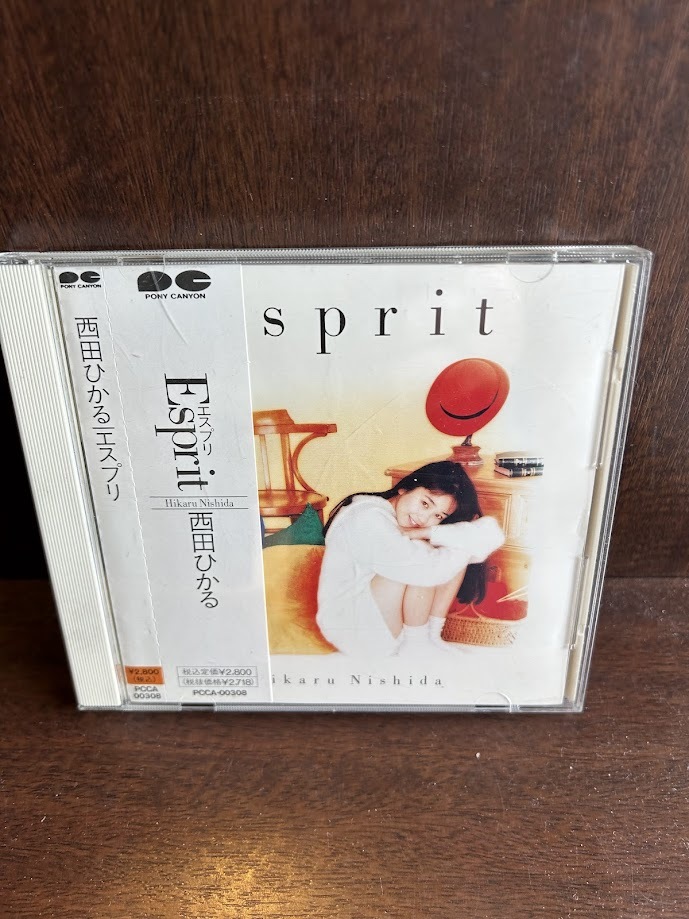 PONY CANYON
西田ひかる/エスプリ
¥2,800
(税込)
PCCA
00308
PONY CANYON
エスプリ
Esprit
Hikaru Nishida
西田ひかる
税込定価¥2,800
(税抜価格¥2,718)
PCCA-00308
sprit
ikaru Nishida